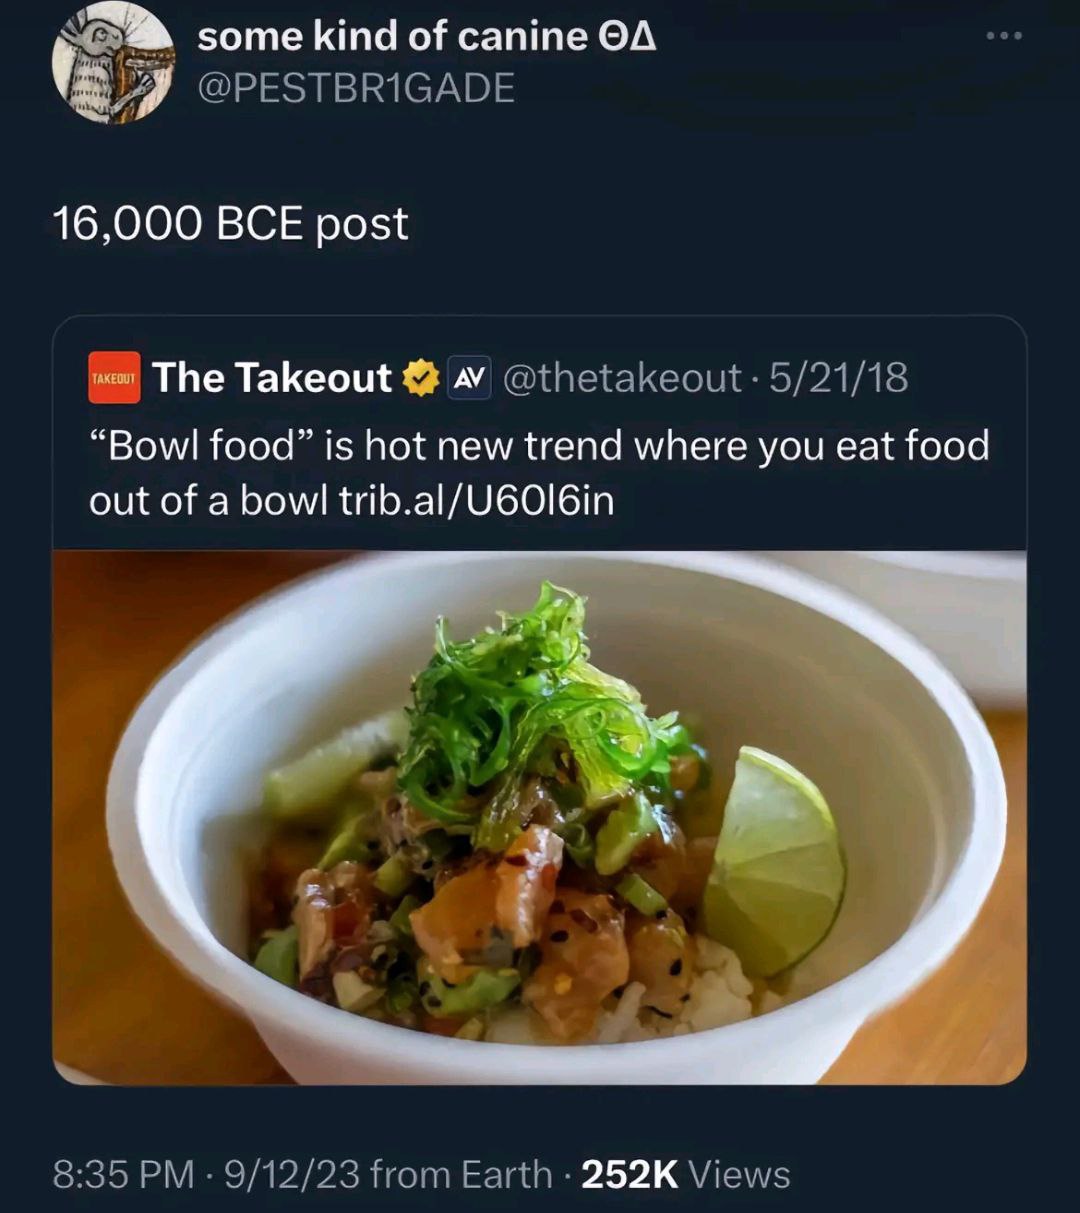 some kind of canine ΘΔ
@PESTBR1GADE
16,000 BCE post
TAKEOUT The Takeout AV @thetakeout · 5/21/18
“Bowl food” is hot new trend where you eat food
out of a bowl trib.al/U60l6in
8:35 PM · 9/12/23 from Earth · 252K Views